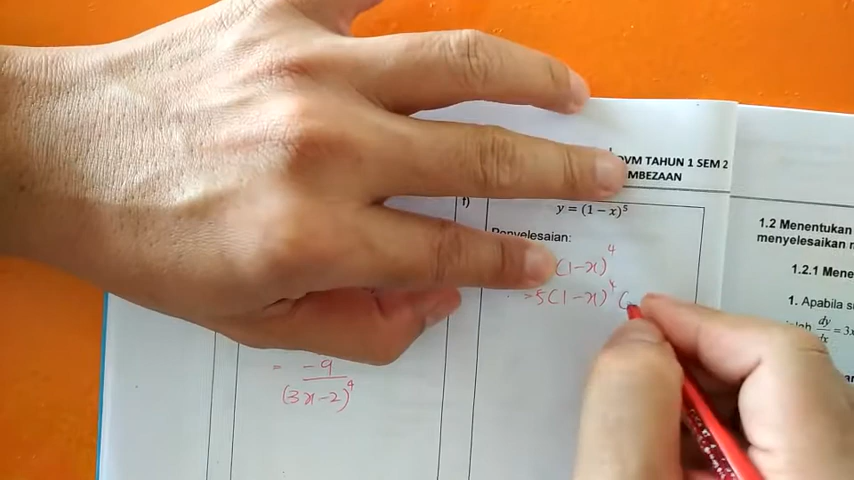 DVM TAHUN 1 SEM 2
f)
y = (1 − x)⁵
Penyelesaian:
(1−x)⁴
= 5(1−x)⁴ (
= −9
(3x−2)⁴
1.2 Menentukan
menyelesaikan
1.2.1 Mene
1. Apabila
dy/dx = 3x